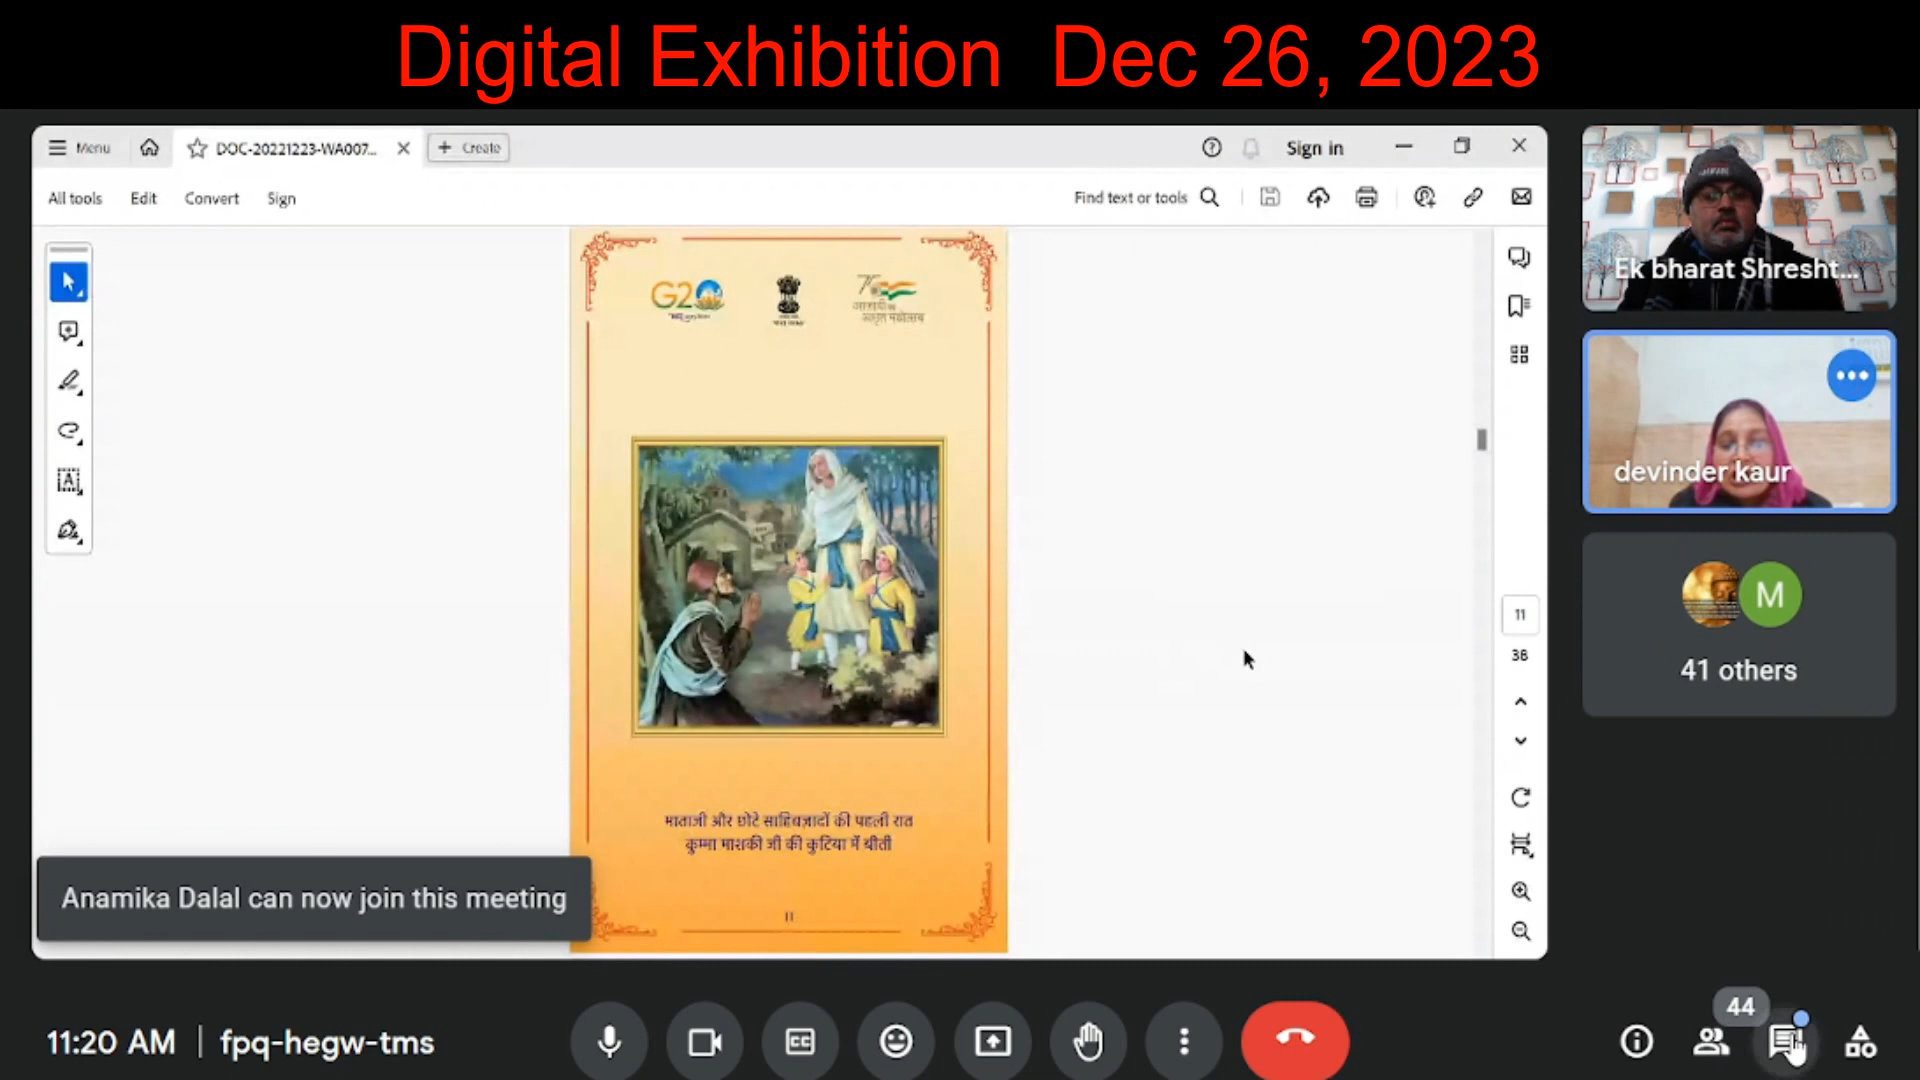 Digital Exhibition Dec 26, 2023
Menu
DOC-20221223-WA007...
Create
Sign in
All tools
Edit
Convert
Sign
Find text or tools
G20
माताजी और छोटे साहिबज़ादों की पहली रात
कुम्मा माशकी जी की कुटिया में बीती
11
11
38
Ek bharat Shresht...
devinder kaur
M
41 others
Anamika Dalal can now join this meeting
11:20 AM | fpq-hegw-tms
CC
44